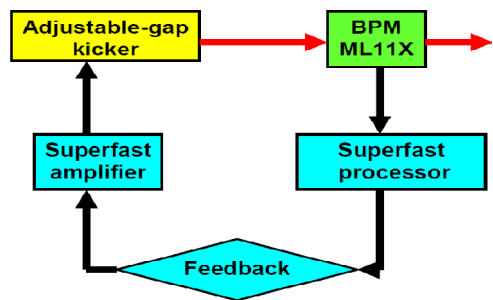 Adjustable-gap
kicker
BPM
ML11X
Superfast
amplifier
Superfast
processor
Feedback